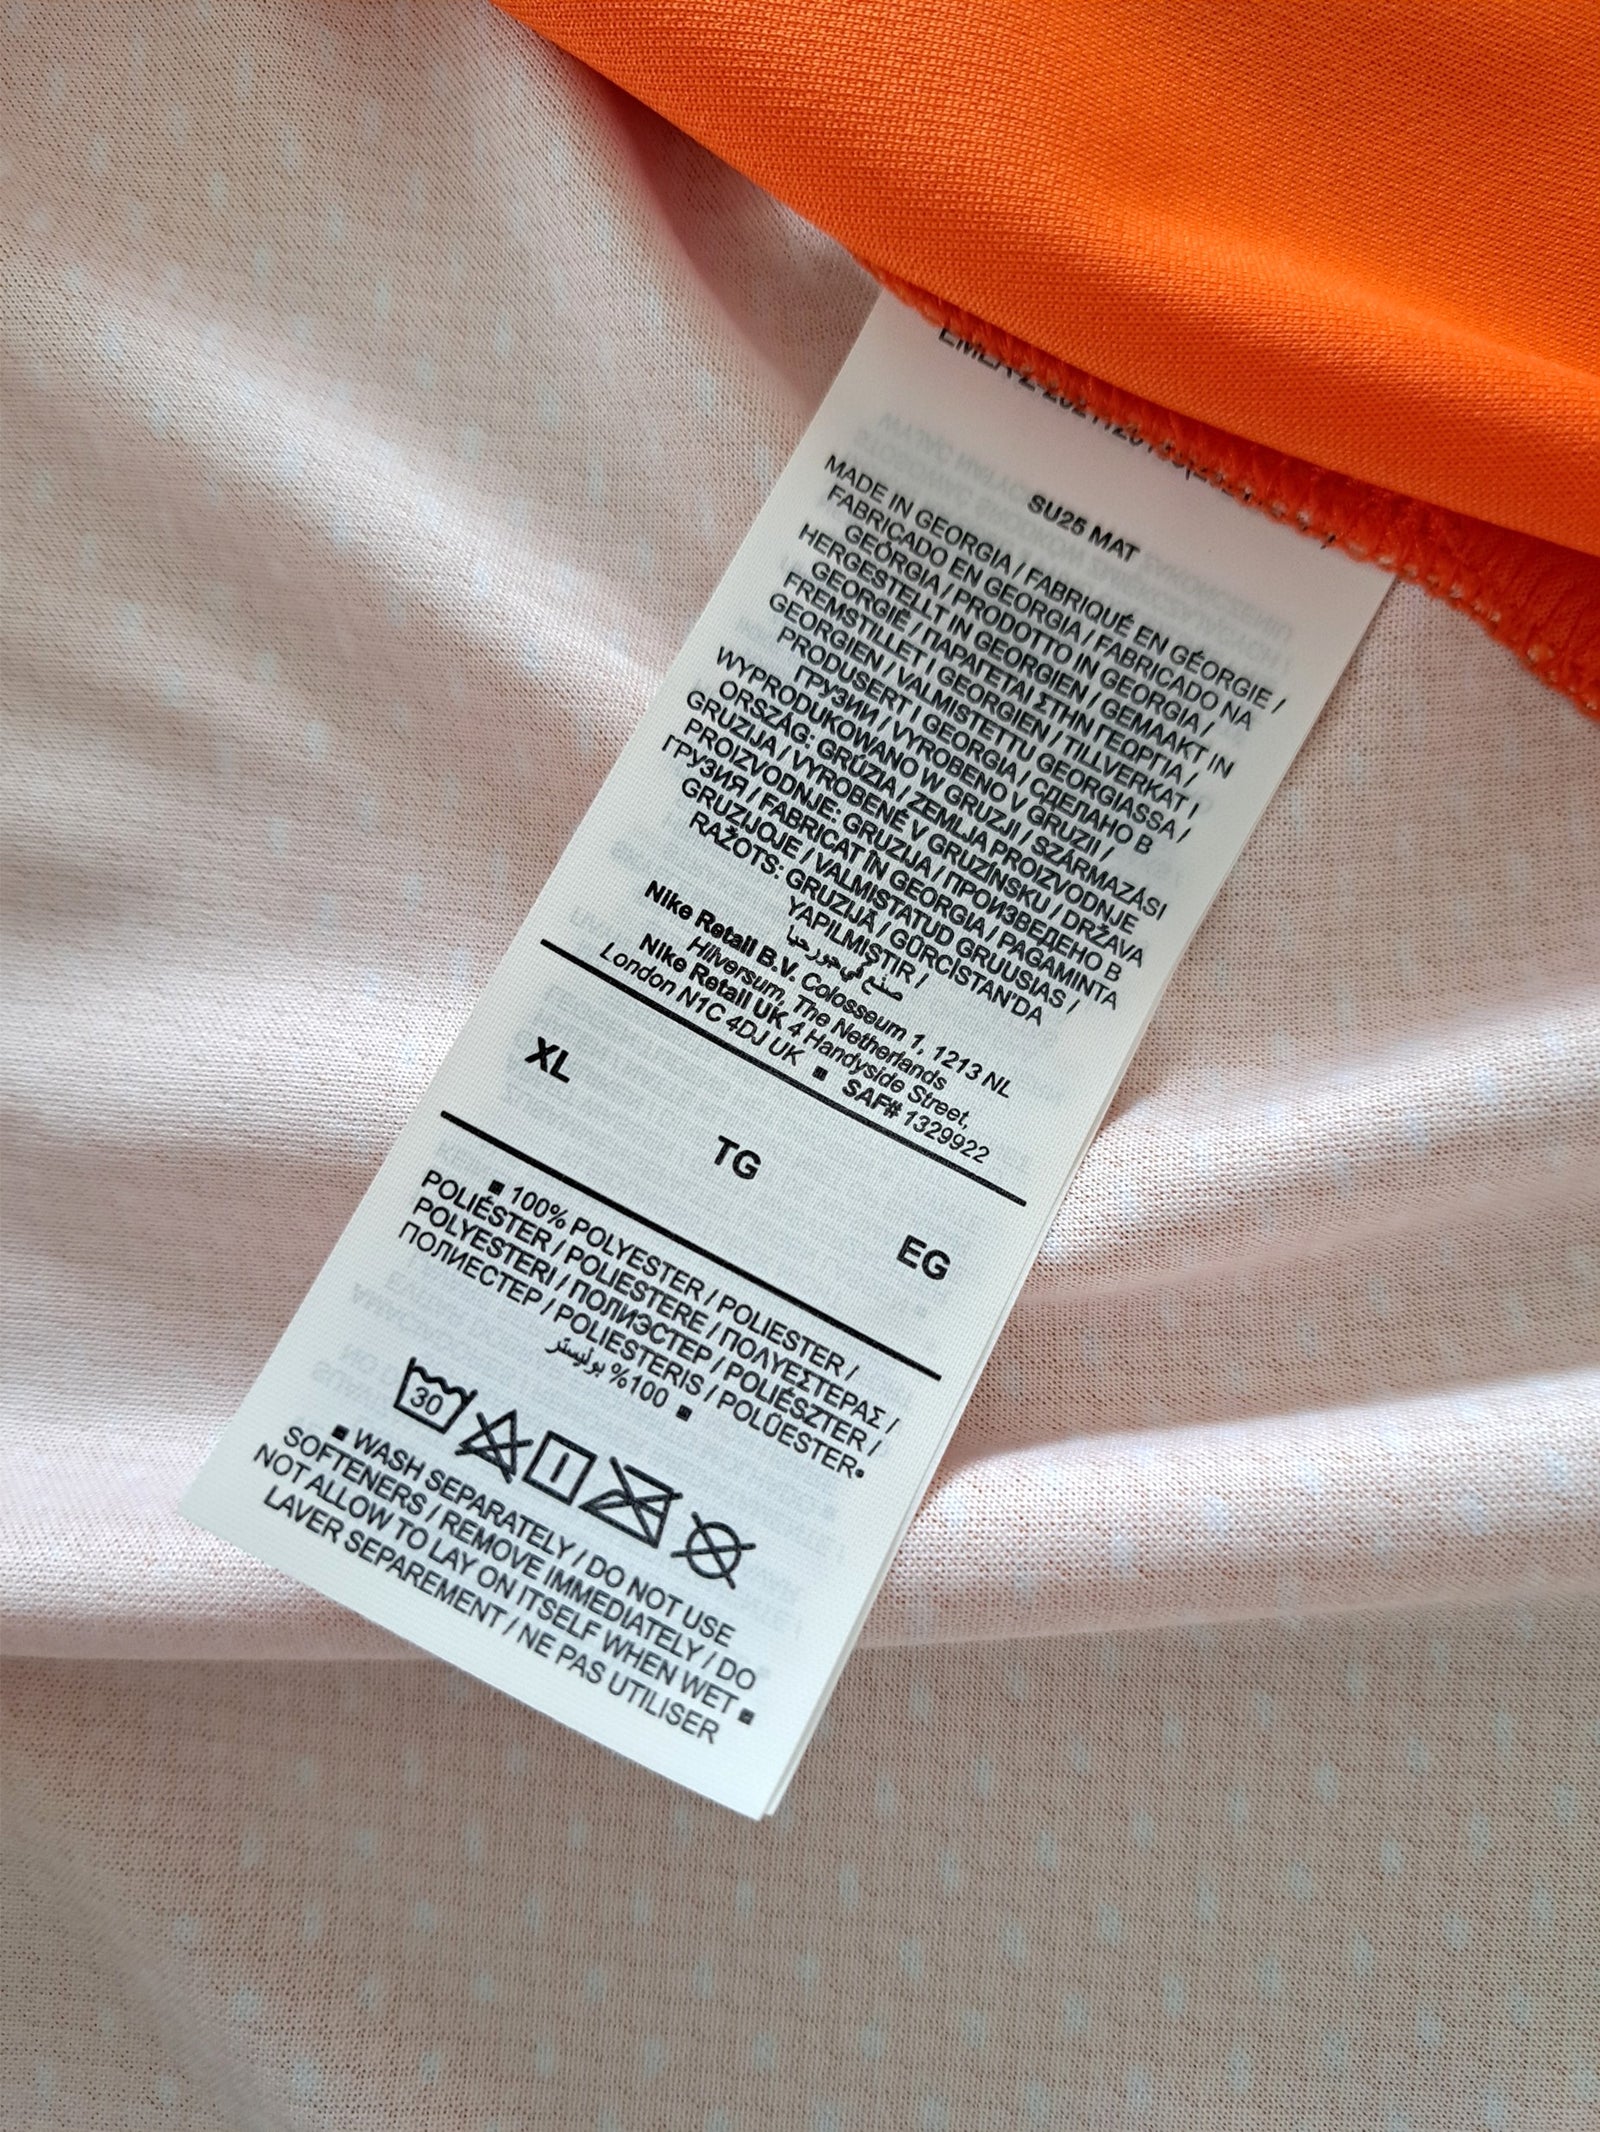 SU25 MAT
MADE IN GEORGIA / FABRIQUÉ EN GÉORGIE /
FABRICADO EN GEORGIA / FABRICADO NA
GEÓRGIA / PRODOTTO IN GEORGIA /
HERGESTELLT IN GEORGIEN / GEMAAKT IN
GEORGIË / ΠΑΡΑΓΕΤΑΙ ΣΤΗΝ ΓΕΩΡΓΙΑ /
FREMSTILLET I GEORGIEN / TILLVERKAT I
GEORGIEN / VALMISTETTU GEORGIASSA /
PRODUSERT I GEORGIA / СДЕЛАНО В
ГРУЗИИ / VYROBENO V GRUZII /
WYPRODUKOWANO W GRUZJI / SZÁRMAZÁSI
ORSZÁG: GRÚZIA / ZEMLJA PROIZVODNJE
GRUZIJA / VYROBENÉ V GRUZÍNSKU / DRŽAVA
PROIZVODNJE: GRUZIJA / ПРОИЗВЕДЕНО В
ГРУЗИЯ / FABRICAT ÎN GEORGIA / PAGAMINTA
GRUZIJOJE / VALMISTATUD GRUUSIAS /
RAŽOTS: GRUZIJĀ / GÜRCİSTAN'DA
YAPILMIŞTIR /
صنع في جورجيا
Nike Retail B.V. Colosseum 1, 1213 NL
Hilversum, The Netherlands
Nike Retail UK 4 Handyside Street,
London N1C 4DJ UK ▪ SAF# 1329922
XL TG EG
▪ 100% POLYESTER / POLIESTER /
POLIÉSTER / POLIESTERE / ΠΟΛΥΕΣΤΕΡΑΣ /
POLYESTERI / ПОЛИЭСТЕР / POLIÉSZTER /
ПОЛИЕСТЕР / POLIESTERIS / POLÜESTER▪
100% بوليستر ▪
30
▪ WASH SEPARATELY / DO NOT USE
SOFTENERS / REMOVE IMMEDIATELY / DO
NOT ALLOW TO LAY ON ITSELF WHEN WET ▪
LAVER SEPAREMENT / NE PAS UTILISER